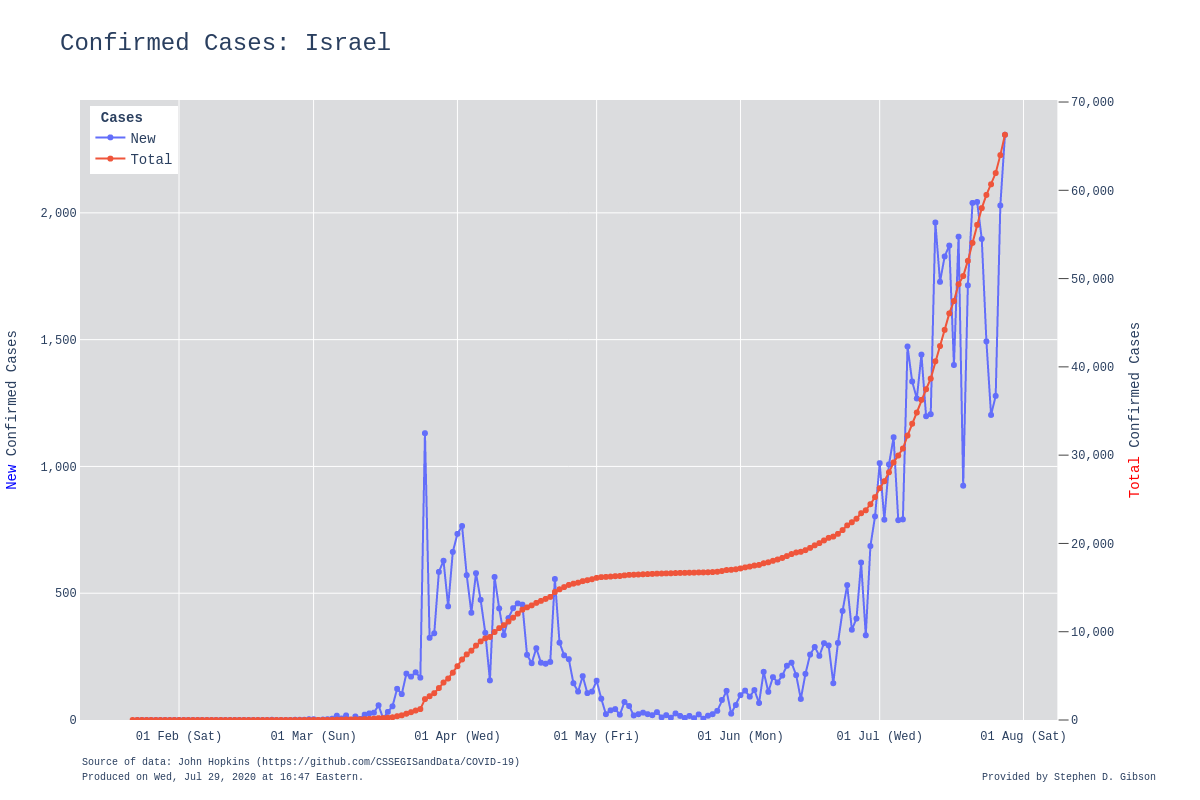 Confirmed Cases: Israel
Cases
New
Total
70,000
60,000
2,000
50,000
1,500
40,000
New Confirmed Cases
Total Confirmed Cases
30,000
1,000
20,000
500
10,000
0
0
01 Feb (Sat) 01 Mar (Sun) 01 Apr (Wed) 01 May (Fri) 01 Jun (Mon) 01 Jul (Wed) 01 Aug (Sat)
Source of data: John Hopkins (https://github.com/CSSEGISandData/COVID-19)
Produced on Wed, Jul 29, 2020 at 16:47 Eastern.
Provided by Stephen D. Gibson